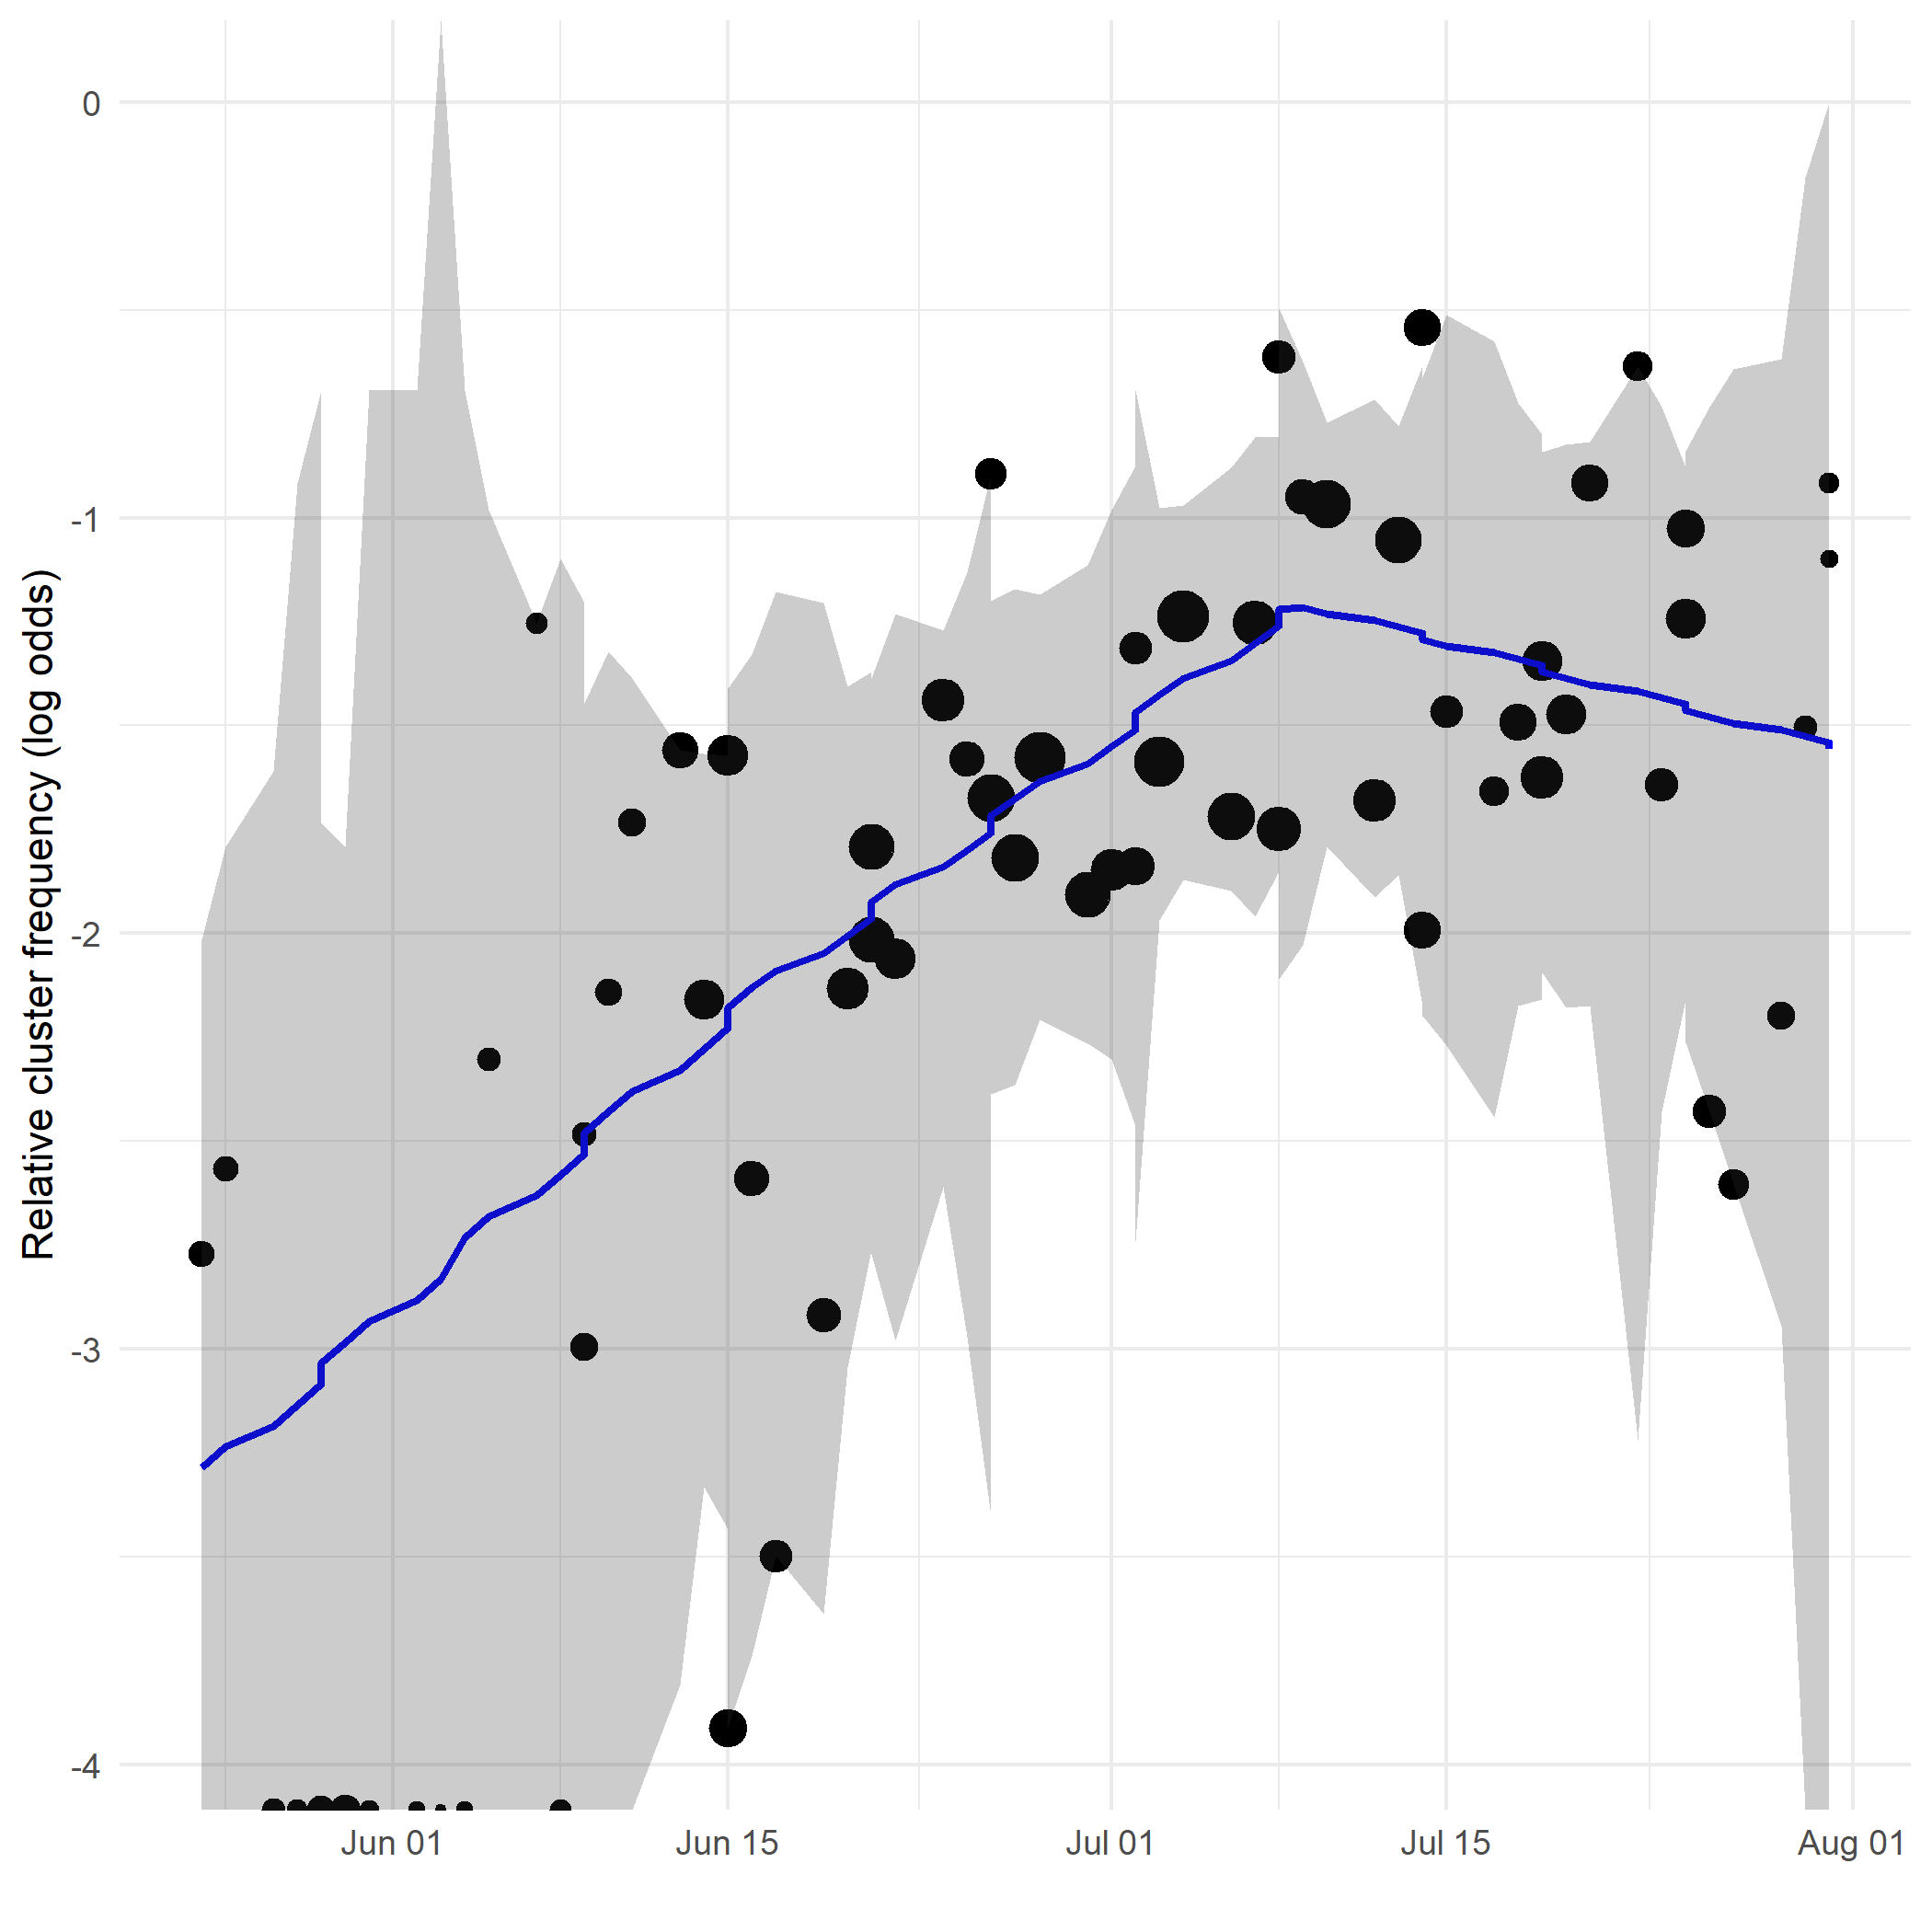 Relative cluster frequency (log odds)
0
-1
-2
-3
-4
Jun 01
Jun 15
Jul 01
Jul 15
Aug 01